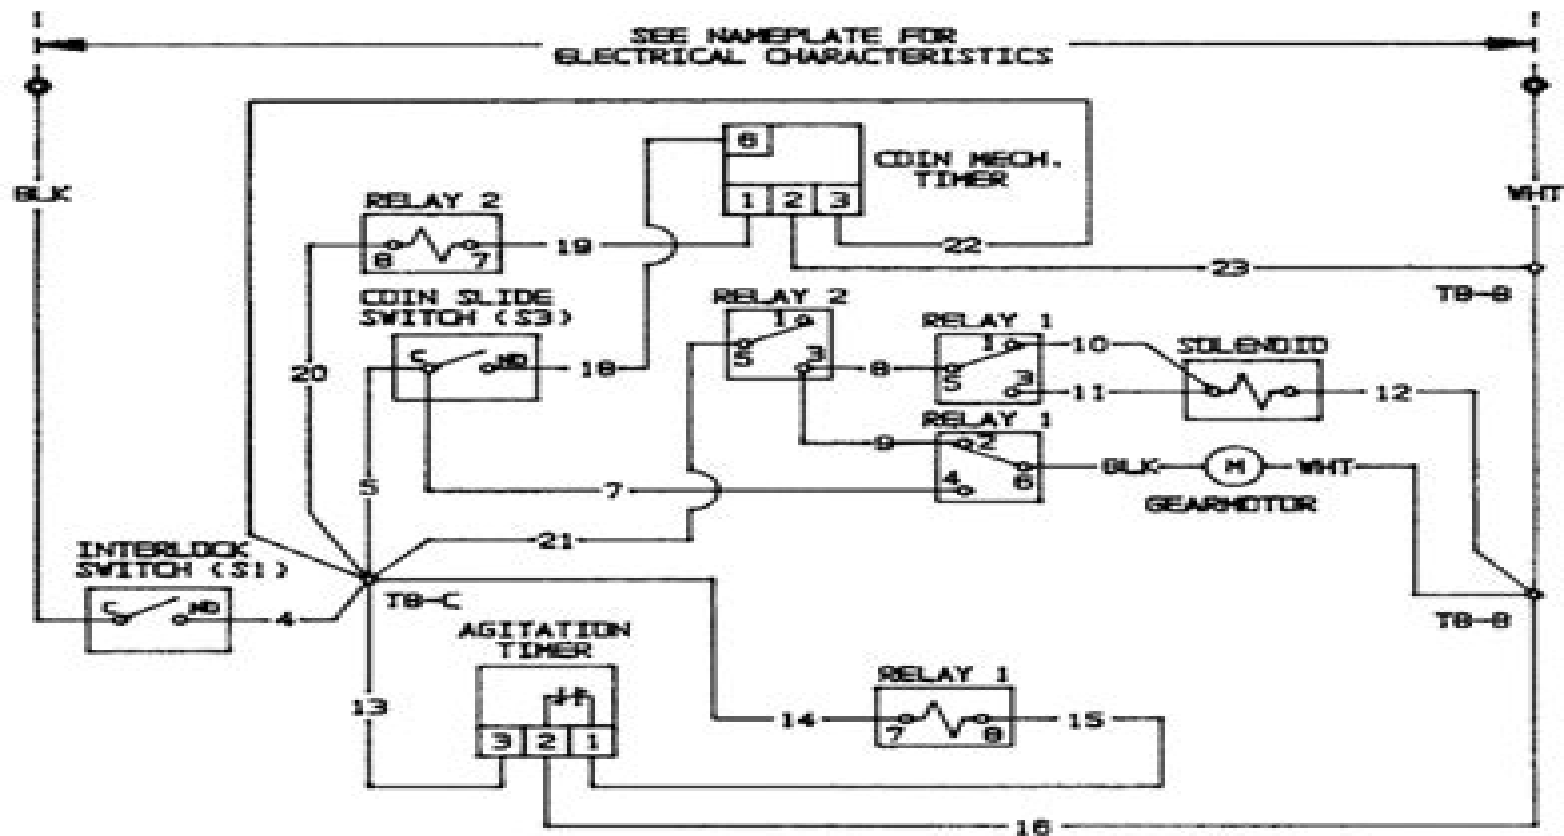 SEE NAMEPLATE FOR
ELECTRICAL CHARACTERISTICS
BLK
WHT
6
COIN MECH.
TIMER
1 2 3
RELAY 2
8 7
19
22
23
TB-B
COIN SLIDE
SWITCH (S3)
C NO
18
20
RELAY 2
1
5
3
8
RELAY 1
1
5
3
10
11
SOLENOID
12
RELAY 1
2
4
6
9
BLK
M
WHT
GEARMOTOR
5
7
21
INTERLOCK
SWITCH (S1)
C NO
4
TB-C
TB-B
AGITATION
TIMER
3 2 1
13
14
RELAY 1
7 8
15
16